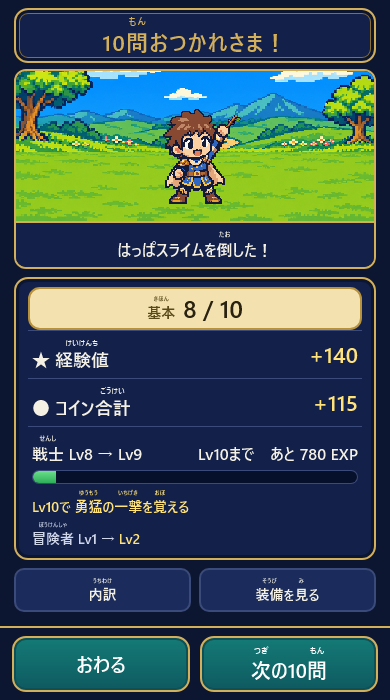 もん
10問おつかれさま！
たお
はっぱスライムを倒した！
きほん
基本 8 / 10
けいけんち
★ 経験値 +140
ごうけい
● コイン合計 +115
せんし
戦士 Lv8 → Lv9 Lv10まで あと 780 EXP
ゆうもう いちげき おぼ
Lv10で 勇猛の一撃を覚える
ぼうけんしゃ
冒険者 Lv1 → Lv2
うちわけ
内訳
そうび み
装備を見る
おわる
つぎ もん
次の10問